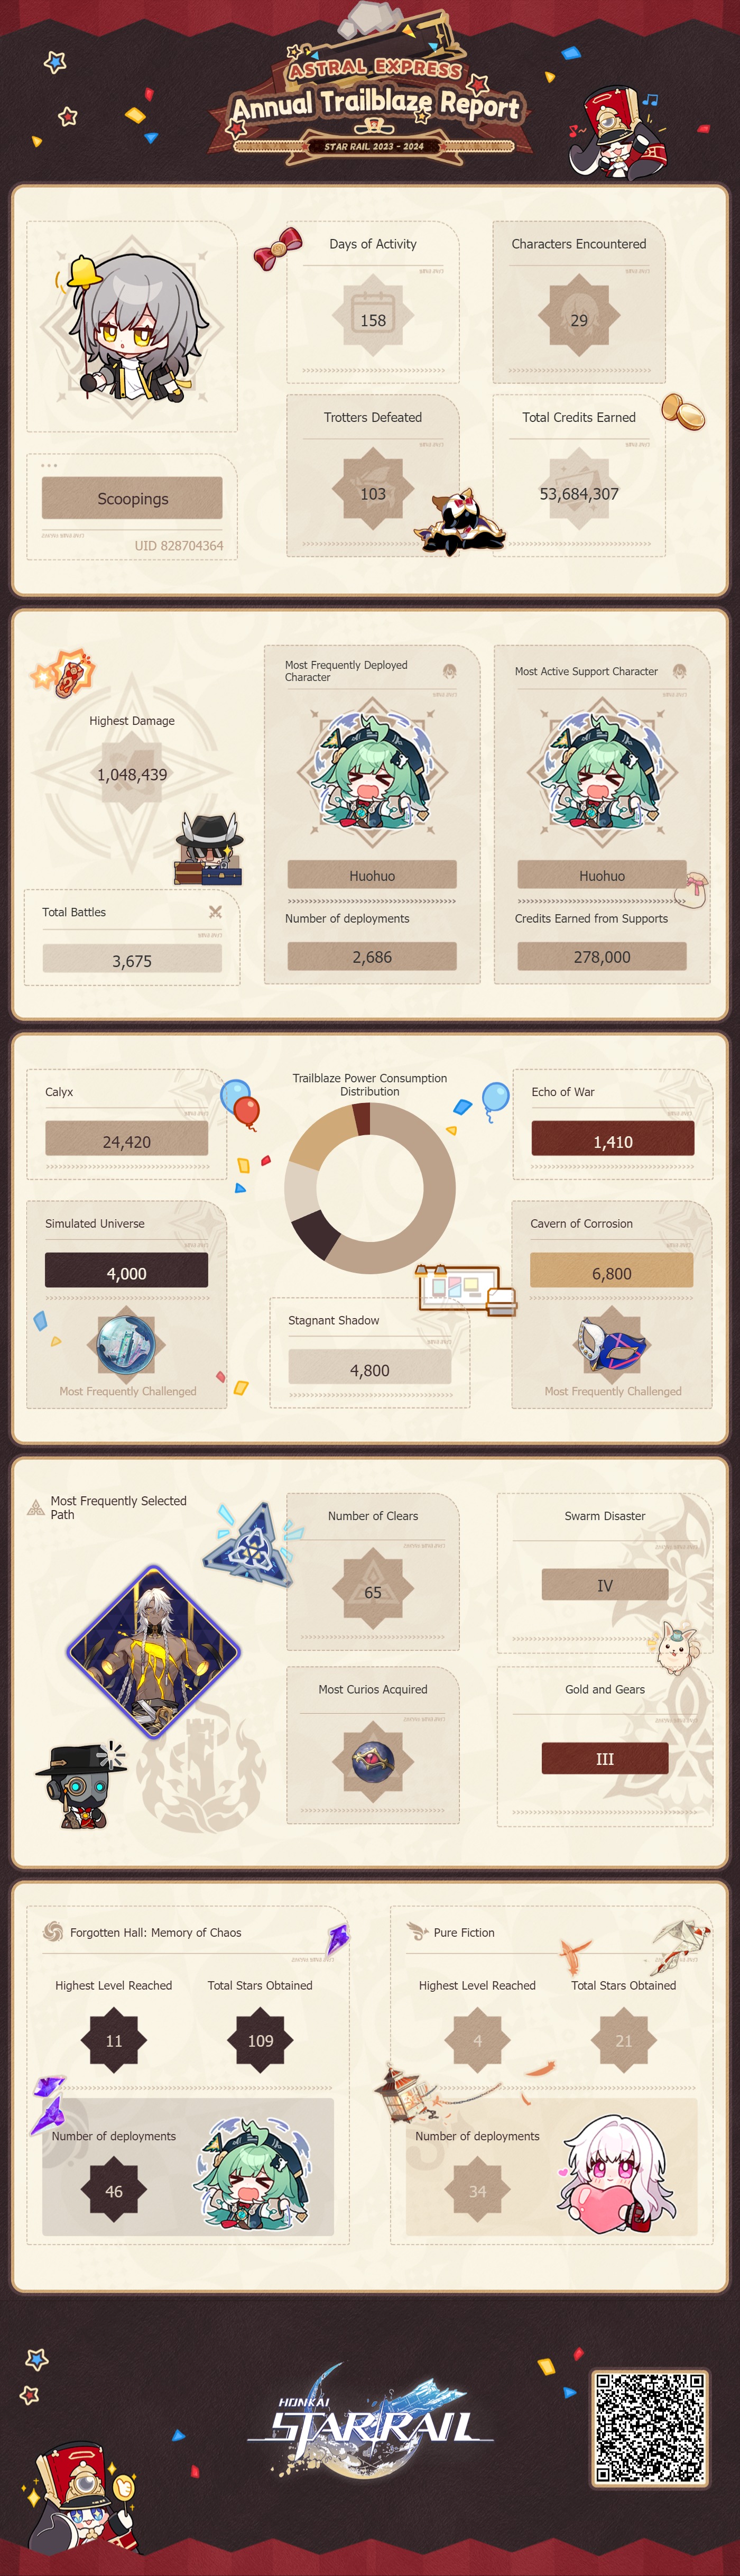 ASTRAL EXPRESS
Annual Trailblaze Report
STAR RAIL 2023 - 2024
Days of Activity
158
Characters Encountered
29
Trotters Defeated
103
Total Credits Earned
53,684,307
Scoopings
UID 828704364
Highest Damage
1,048,439
Total Battles
3,675
Most Frequently Deployed
Character
Huohuo
Number of deployments
2,686
Most Active Support Character
Huohuo
Credits Earned from Supports
278,000
Calyx
24,420
Trailblaze Power Consumption
Distribution
Echo of War
1,410
Simulated Universe
4,000
Most Frequently Challenged
Stagnant Shadow
4,800
Cavern of Corrosion
6,800
Most Frequently Challenged
Most Frequently Selected
Path
Number of Clears
65
Swarm Disaster
IV
Most Curios Acquired
Gold and Gears
III
Forgotten Hall: Memory of Chaos
Highest Level Reached
11
Total Stars Obtained
109
Number of deployments
46
Pure Fiction
Highest Level Reached
4
Total Stars Obtained
21
Number of deployments
34
HONKAI
STAR RAIL